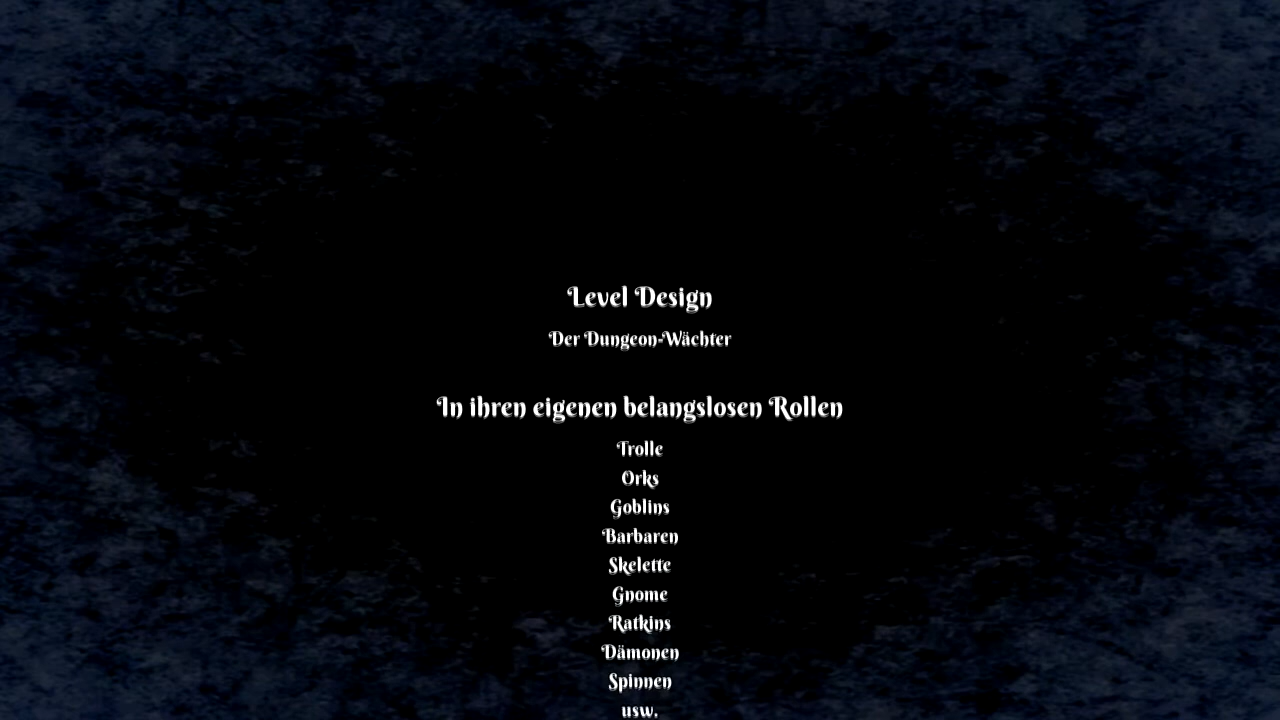 Level Design
Der Dungeon-Wächter
In ihren eigenen belangslosen Rollen
Trolle
Orks
Goblins
Barbaren
Skelette
Gnome
Ratkins
Dämonen
Spinnen
usw.